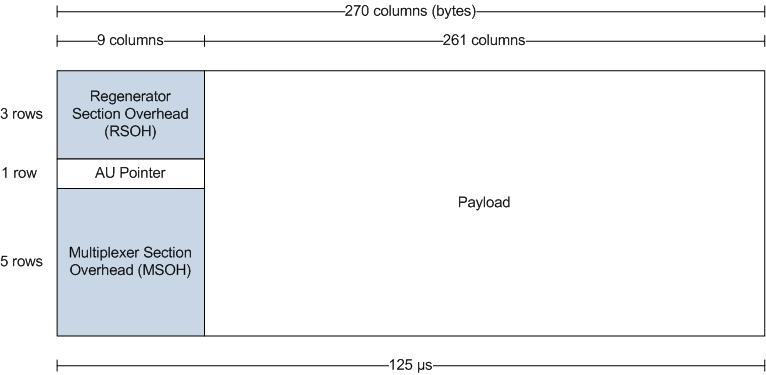 270 columns (bytes)
9 columns
261 columns
3 rows
Regenerator
Section Overhead
(RSOH)
1 row
AU Pointer
Payload
5 rows
Multiplexer Section
Overhead (MSOH)
125 µs